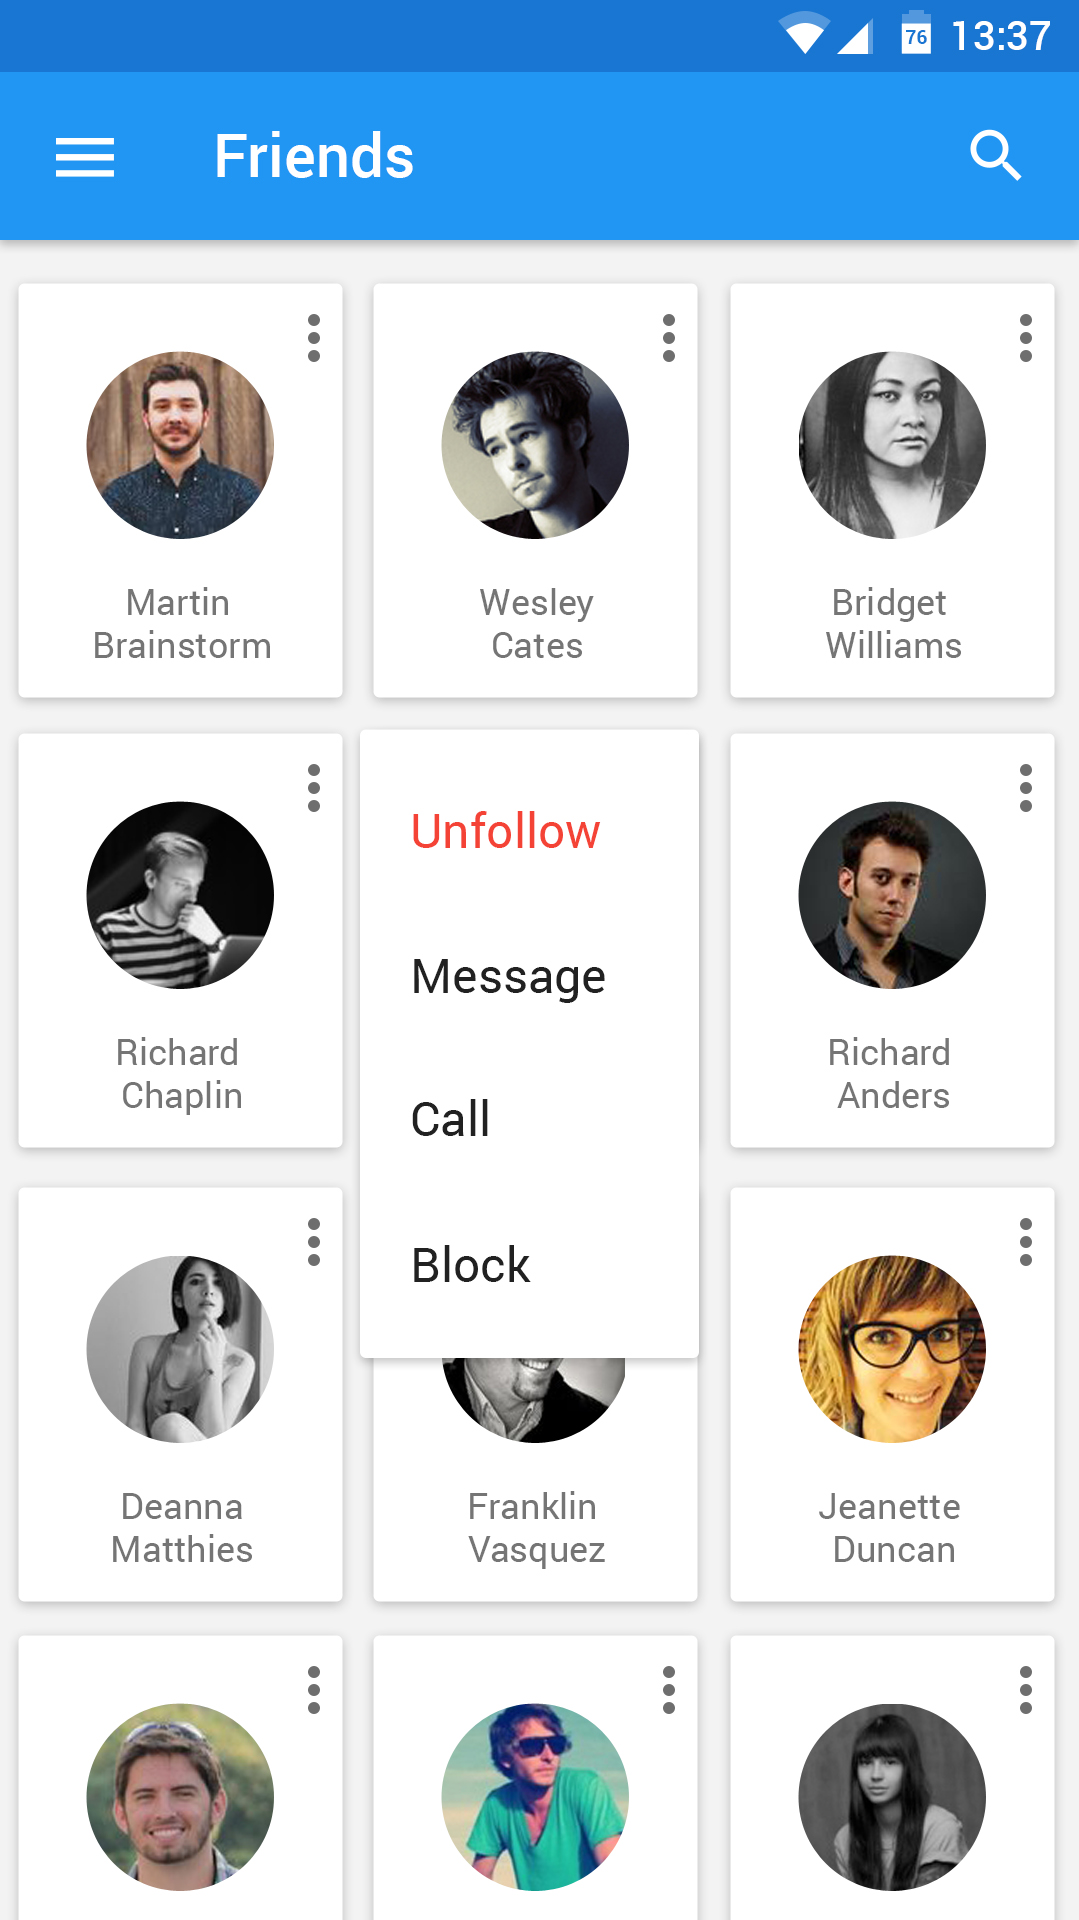 76 13:37
Friends
Martin
Brainstorm
Wesley
Cates
Bridget
Williams
Richard
Chaplin
Unfollow
Message
Call
Block
Richard
Anders
Deanna
Matthies
Franklin
Vasquez
Jeanette
Duncan